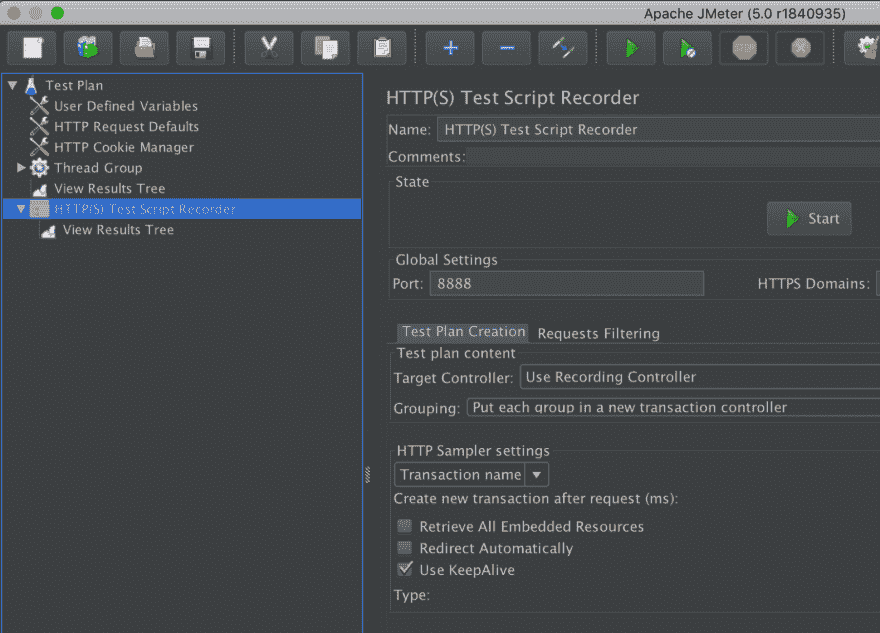 Apache JMeter (5.0 r1840935)
Test Plan
User Defined Variables
HTTP Request Defaults
HTTP Cookie Manager
Thread Group
View Results Tree
HTTP(S) Test Script Recorder
View Results Tree
HTTP(S) Test Script Recorder
Name: HTTP(S) Test Script Recorder
Comments:
State
Start
Global Settings
Port: 8888 HTTPS Domains:
Test Plan Creation Requests Filtering
Test plan content
Target Controller: Use Recording Controller
Grouping: Put each group in a new transaction controller
HTTP Sampler settings
Transaction name
Create new transaction after request (ms):
Retrieve All Embedded Resources
Redirect Automatically
Use KeepAlive
Type: